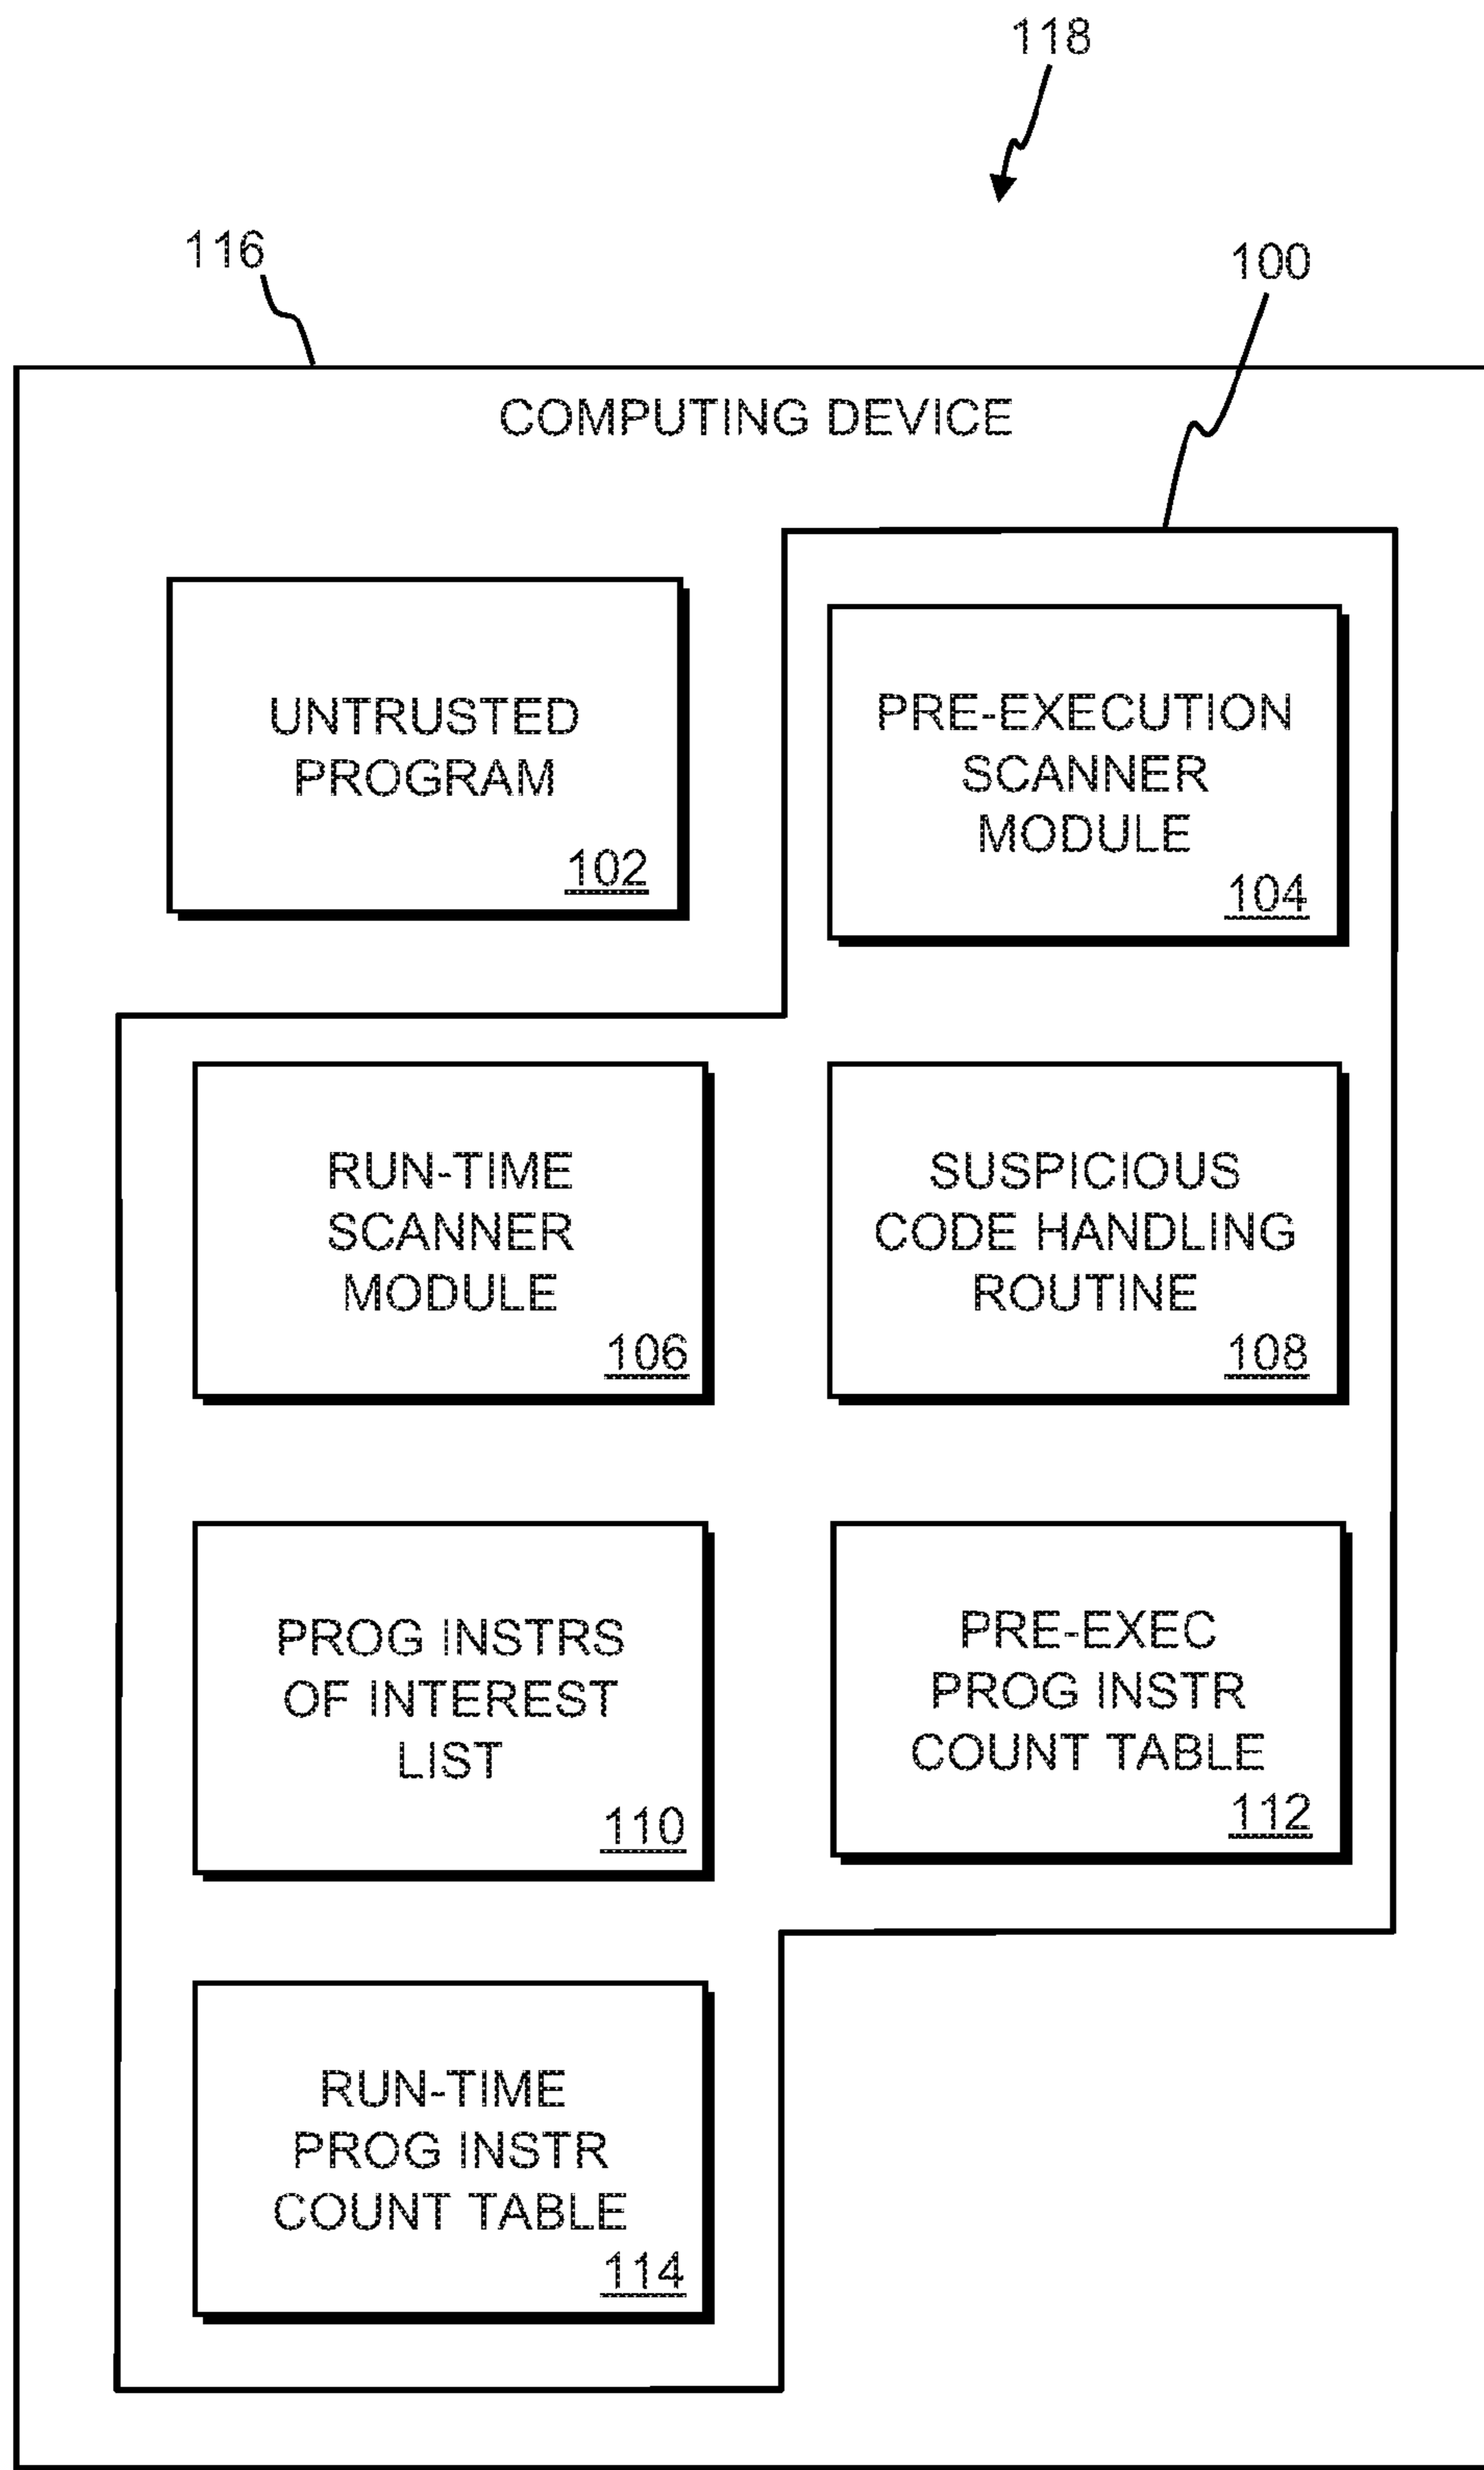 118
116
100
COMPUTING DEVICE
UNTRUSTED
PROGRAM
102
PRE-EXECUTION
SCANNER
MODULE
104
RUN-TIME
SCANNER
MODULE
106
SUSPICIOUS
CODE HANDLING
ROUTINE
108
PROG INSTRS
OF INTEREST
LIST
110
PRE-EXEC
PROG INSTR
COUNT TABLE
112
RUN-TIME
PROG INSTR
COUNT TABLE
114